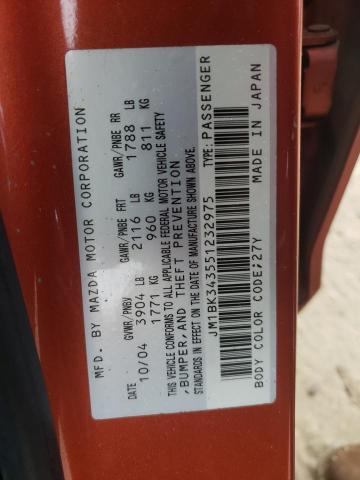 MFD. BY MAZDA MOTOR CORPORATION
GVWR/PNBV GAWR/PNBE FRT GAWR/PNBE RR
DATE 10/04 3904 LB 2116 LB 1788 LB
1771 KG 960 KG 811 KG
THIS VEHICLE CONFORMS TO ALL APPLICABLE FEDERAL MOTOR VEHICLE SAFETY
, BUMPER, AND THEFT PREVENTION
STANDARDS IN EFFECT ON THE DATE OF MANUFACTURE SHOWN ABOVE.
JM1BK343551232975 TYPE: PASSENGER
BODY COLOR CODE: 27Y MADE IN JAPAN